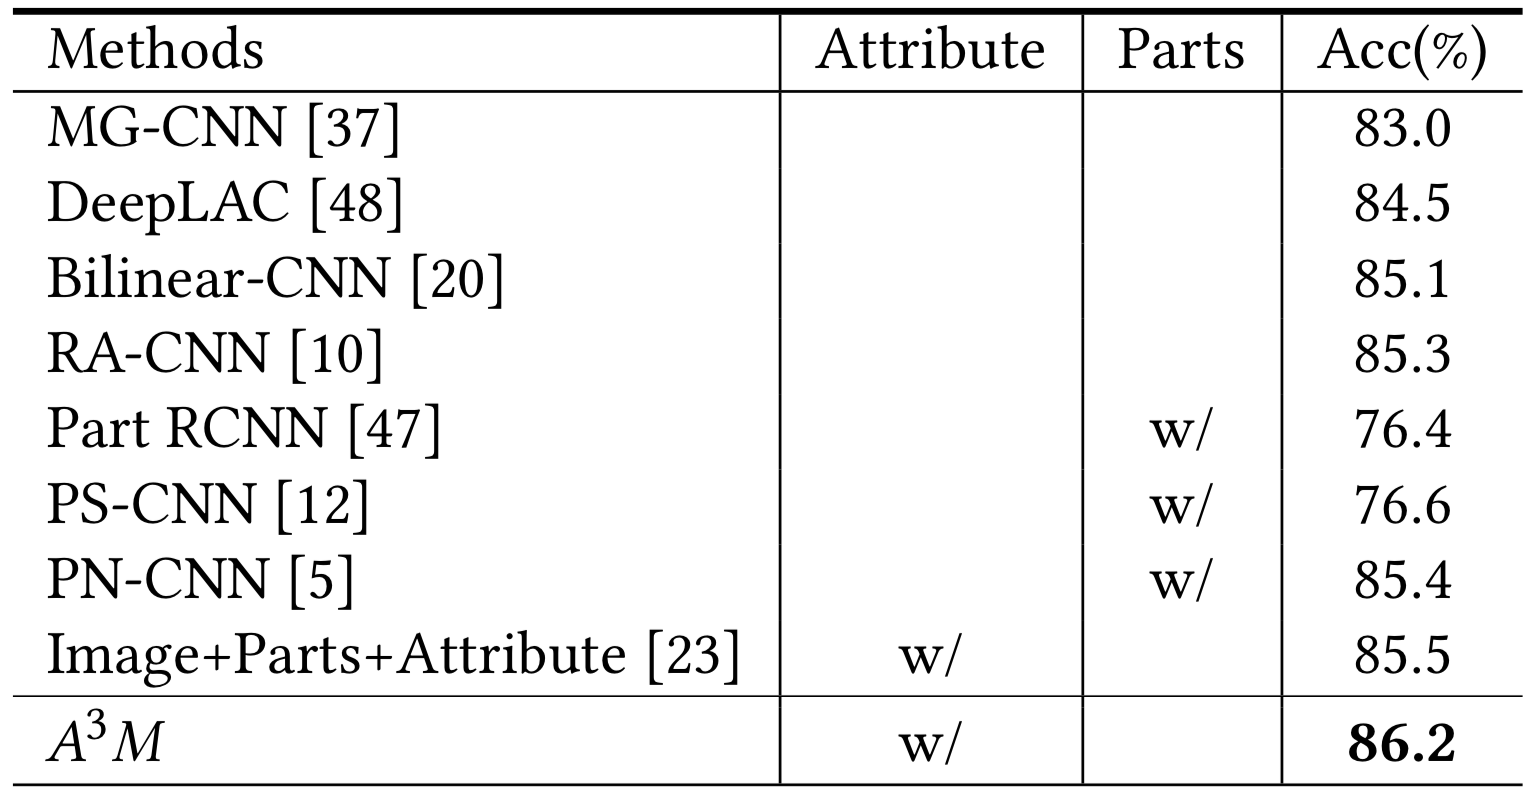 Methods Attribute Parts Acc(%)
MG-CNN [37] 83.0
DeepLAC [48] 84.5
Bilinear-CNN [20] 85.1
RA-CNN [10] 85.3
Part RCNN [47] w/ 76.4
PS-CNN [12] w/ 76.6
PN-CNN [5] w/ 85.4
Image+Parts+Attribute [23] w/ 85.5
A³M w/ 86.2